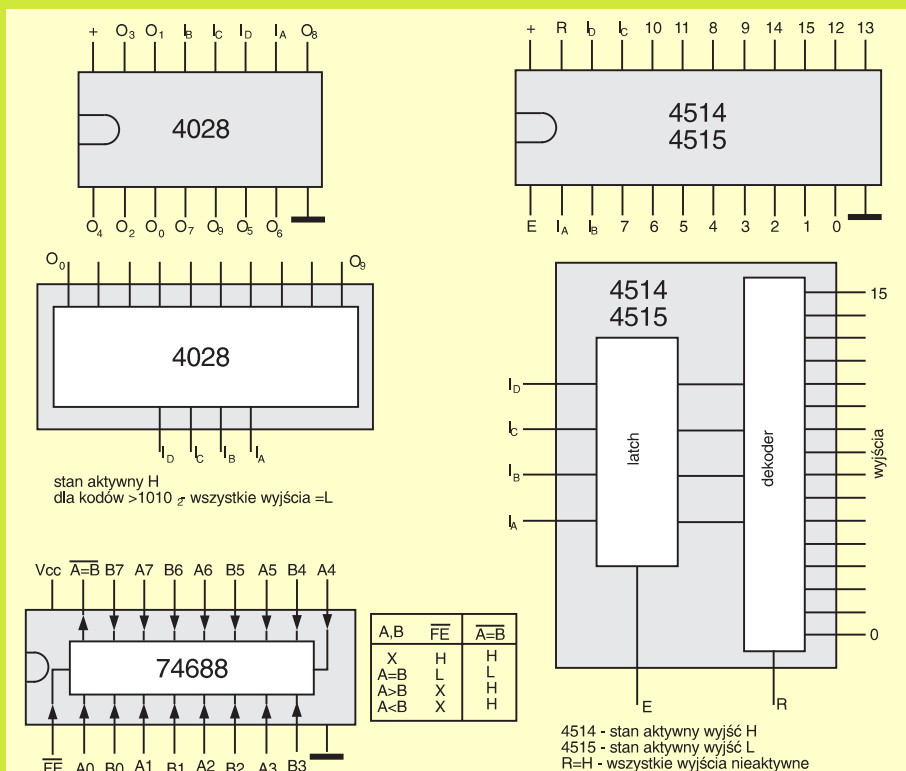 + O3 O1 IB IC ID IA O8
4028
O4 O2 O0 O7 O9 O5 O6
+ R ID IC 10 11 8 9 14 15 12 13
4514
4515
E IA IB 7 6 5 4 3 2 1 0
O0 O9
4028
ID IC IB IA
stan aktywny H
dla kodów >1010 2- wszystkie wyjścia =L
4514
4515
15
ID
IC
IB
IA
latch
dekoder
wyjścia
0
E R
4514 - stan aktywny wyjść H
4515 - stan aktywny wyjść L
R=H - wszystkie wyjścia nieaktywne
Vcc A=B B7 A7 B6 A6 B5 A5 B4 A4
74688
FE A0 B0 A1 B1 A2 B2 A3 B3
A,B FE A=B
X H H
A=B L L
A>B X H
A<B X H